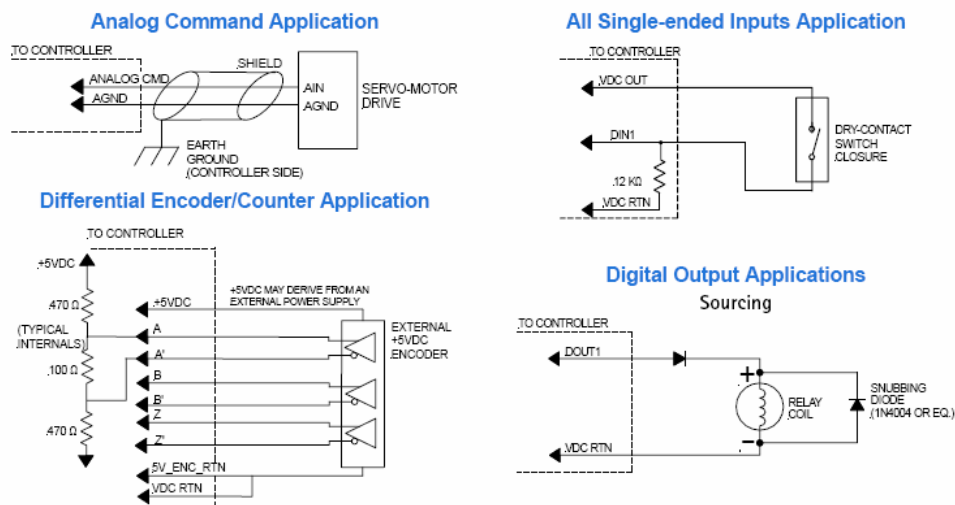 Analog Command Application
TO CONTROLLER
ANALOG CMD
AGND
SHIELD
AIN
AGND
SERVO-MOTOR
DRIVE
EARTH
GROUND
(CONTROLLER SIDE)
All Single-ended Inputs Application
TO CONTROLLER
VDC OUT
DIN1
12 KΩ
VDC RTN
DRY-CONTACT
SWITCH
CLOSURE
Differential Encoder/Counter Application
TO CONTROLLER
+5VDC
470 Ω
(TYPICAL
INTERNALS)
100 Ω
470 Ω
+5VDC
A
A'
B
B'
Z
Z'
5V_ENC_RTN
VDC RTN
+5VDC MAY DERIVE FROM AN
EXTERNAL POWER SUPPLY
EXTERNAL
+5VDC
ENCODER
Digital Output Applications
Sourcing
TO CONTROLLER
DOUT1
VDC RTN
+
-
RELAY
COIL
SNUBBING
DIODE
(1N4004 OR EQ.)